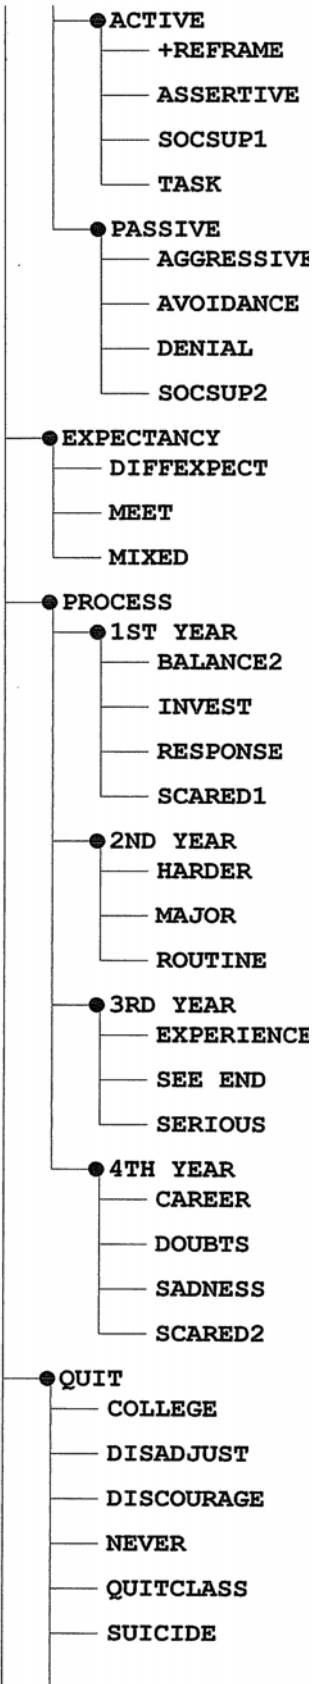 ACTIVE
+REFRAME
ASSERTIVE
SOCSUP1
TASK
PASSIVE
AGGRESSIVE
AVOIDANCE
DENIAL
SOCSUP2
EXPECTANCY
DIFFEXPECT
MEET
MIXED
PROCESS
1ST YEAR
BALANCE2
INVEST
RESPONSE
SCARED1
2ND YEAR
HARDER
MAJOR
ROUTINE
3RD YEAR
EXPERIENCE
SEE END
SERIOUS
4TH YEAR
CAREER
DOUBTS
SADNESS
SCARED2
QUIT
COLLEGE
DISADJUST
DISCOURAGE
NEVER
QUITCLASS
SUICIDE